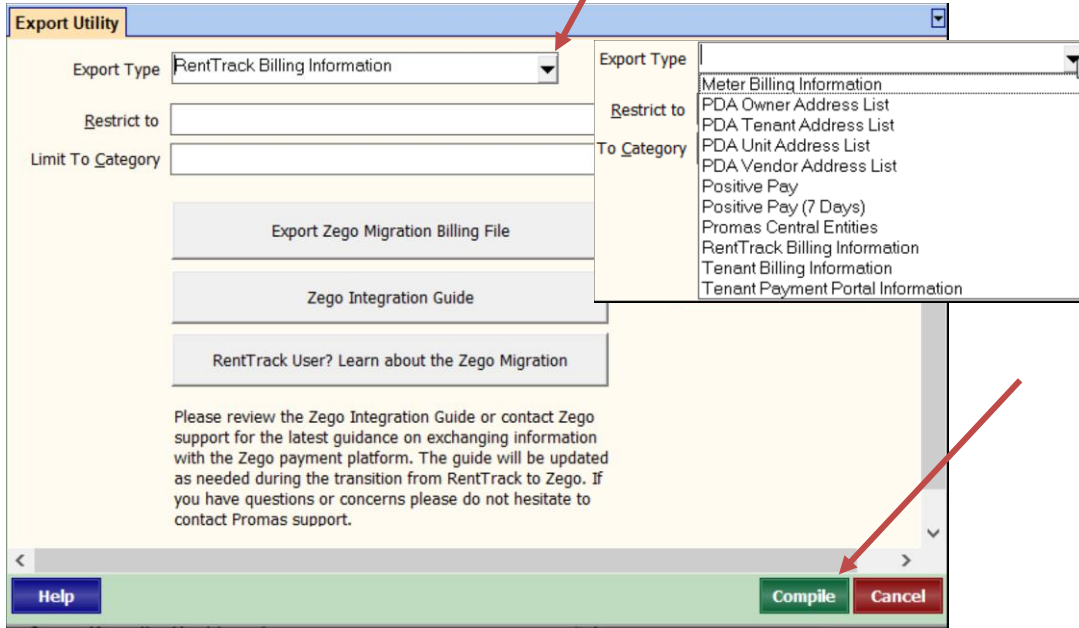 Export Utility
Export Type RentTrack Billing Information
Restrict to
Limit To Category
Export Zego Migration Billing File
Zego Integration Guide
RentTrack User? Learn about the Zego Migration
Please review the Zego Integration Guide or contact Zego
support for the latest guidance on exchanging information
with the Zego payment platform. The guide will be updated
as needed during the transition from RentTrack to Zego. If
you have questions or concerns please do not hesitate to
contact Promas support.
Help
Compile
Cancel
Export Type
Restrict to
To Category
Meter Billing Information
PDA Owner Address List
PDA Tenant Address List
PDA Unit Address List
PDA Vendor Address List
Positive Pay
Positive Pay (7 Days)
Promas Central Entities
RentTrack Billing Information
Tenant Billing Information
Tenant Payment Portal Information